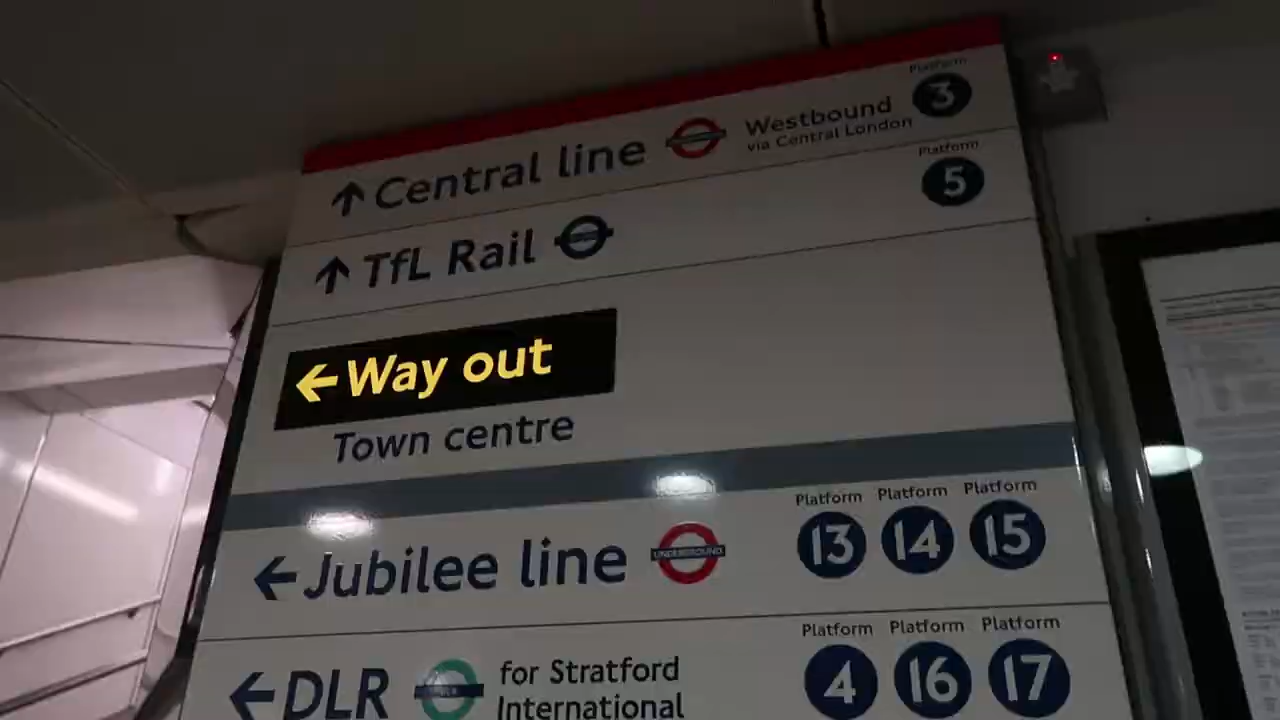 ↑ Central line Westbound
via Central London
Platform
3
↑ TfL Rail
Platform
5
← Way out
Town centre
← Jubilee line UNDERGROUND
Platform Platform Platform
13 14 15
← DLR for Stratford
International
Platform Platform Platform
4 16 17